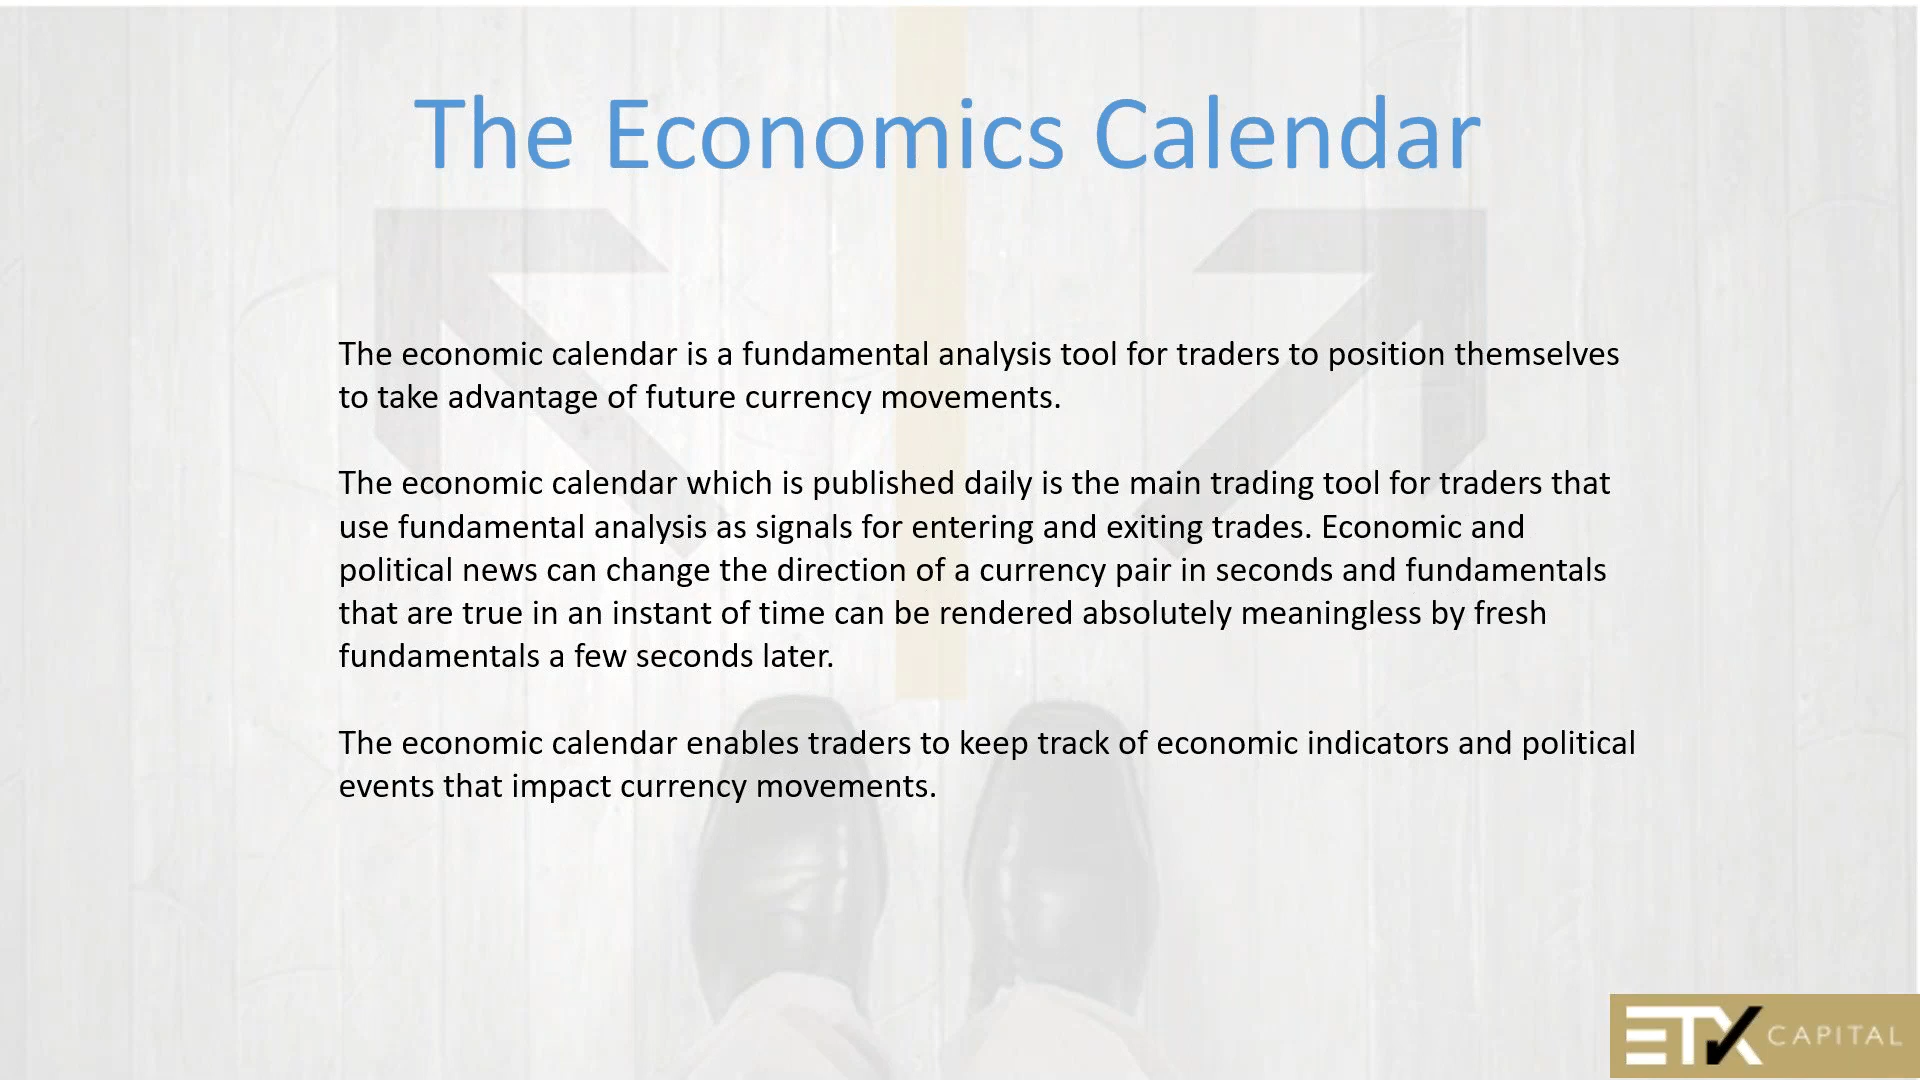 The Economics Calendar
The economic calendar is a fundamental analysis tool for traders to position themselves
to take advantage of future currency movements.
The economic calendar which is published daily is the main trading tool for traders that
use fundamental analysis as signals for entering and exiting trades. Economic and
political news can change the direction of a currency pair in seconds and fundamentals
that are true in an instant of time can be rendered absolutely meaningless by fresh
fundamentals a few seconds later.
The economic calendar enables traders to keep track of economic indicators and political
events that impact currency movements.
ETX CAPITAL